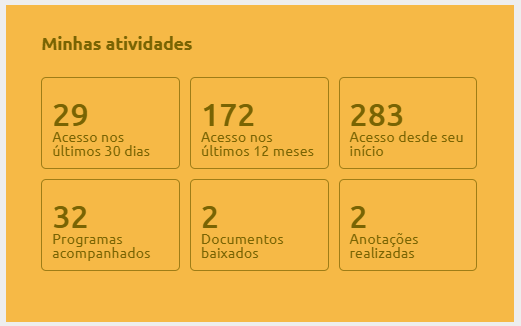 Minhas atividades
29
Acesso nos
últimos 30 dias
172
Acesso nos
últimos 12 meses
283
Acesso desde seu
início
32
Programas
acompanhados
2
Documentos
baixados
2
Anotações
realizadas